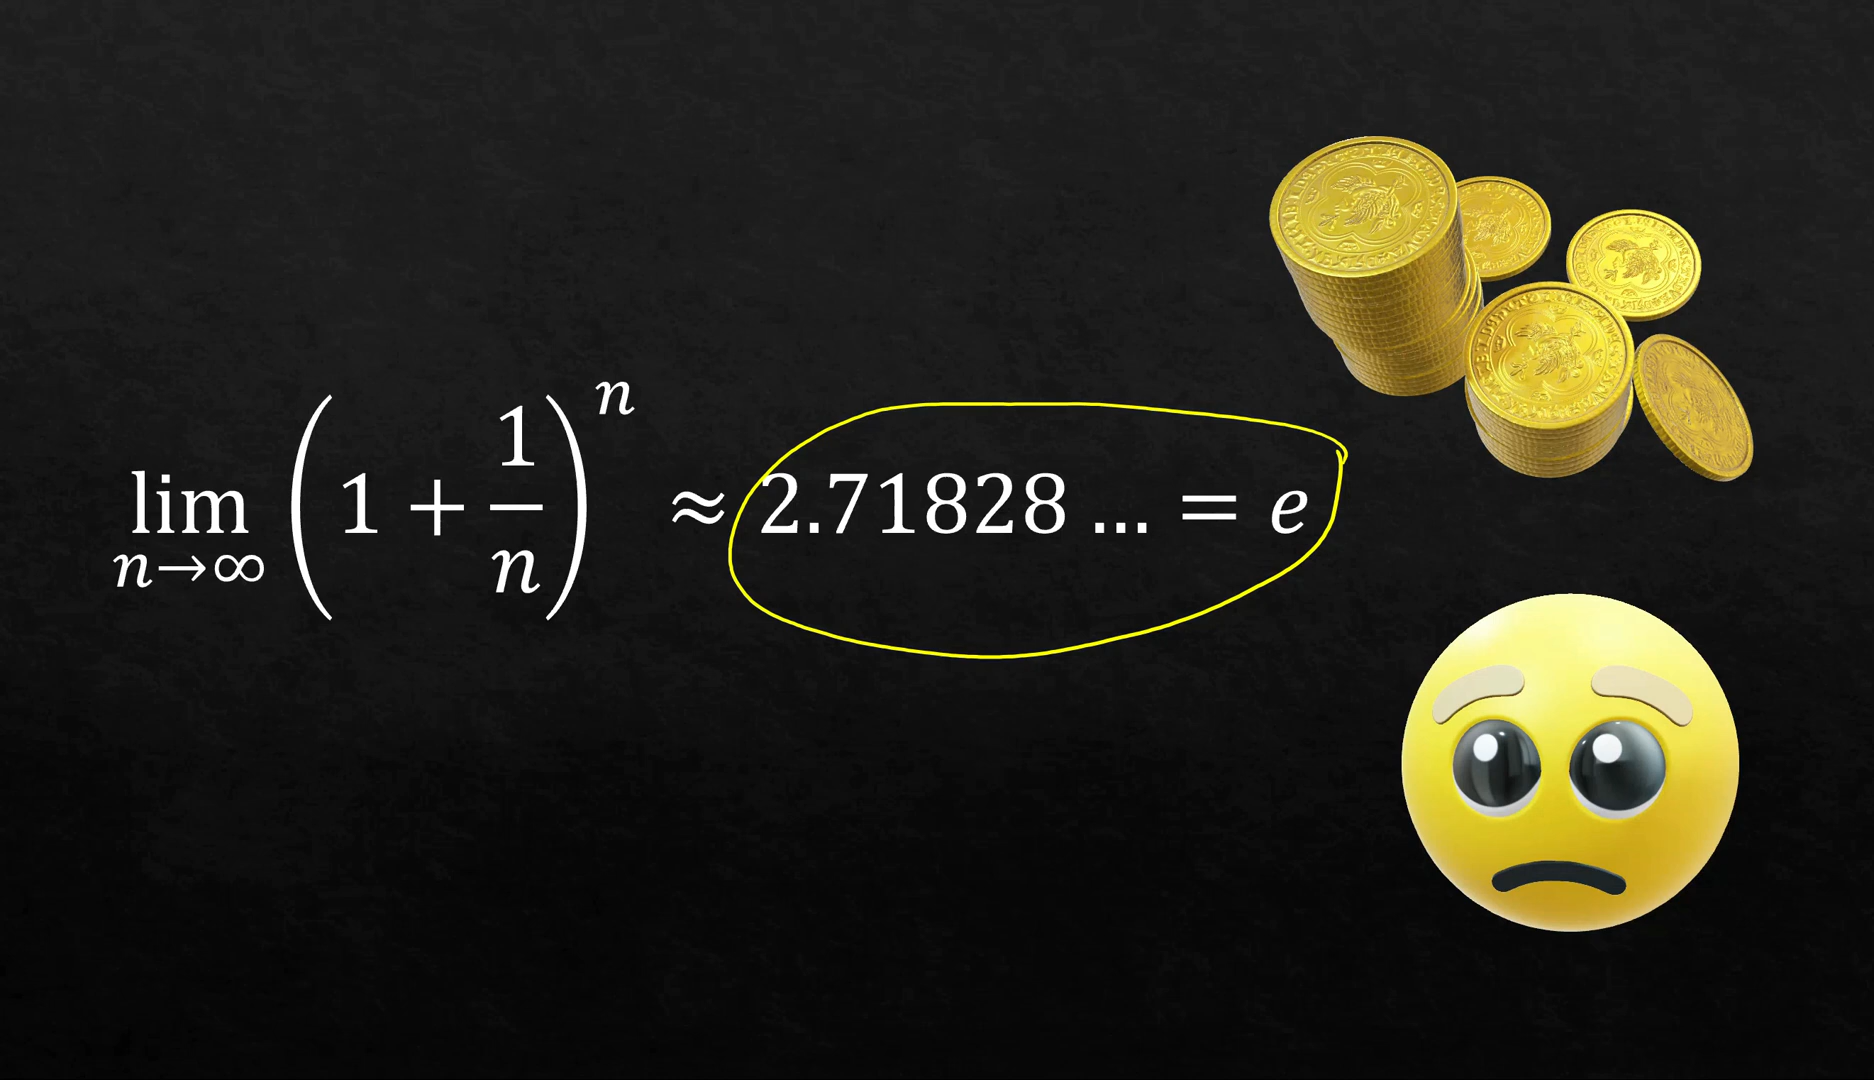 lim n→∞ (1 + 1/n)^n ≈ 2.71828 … = e